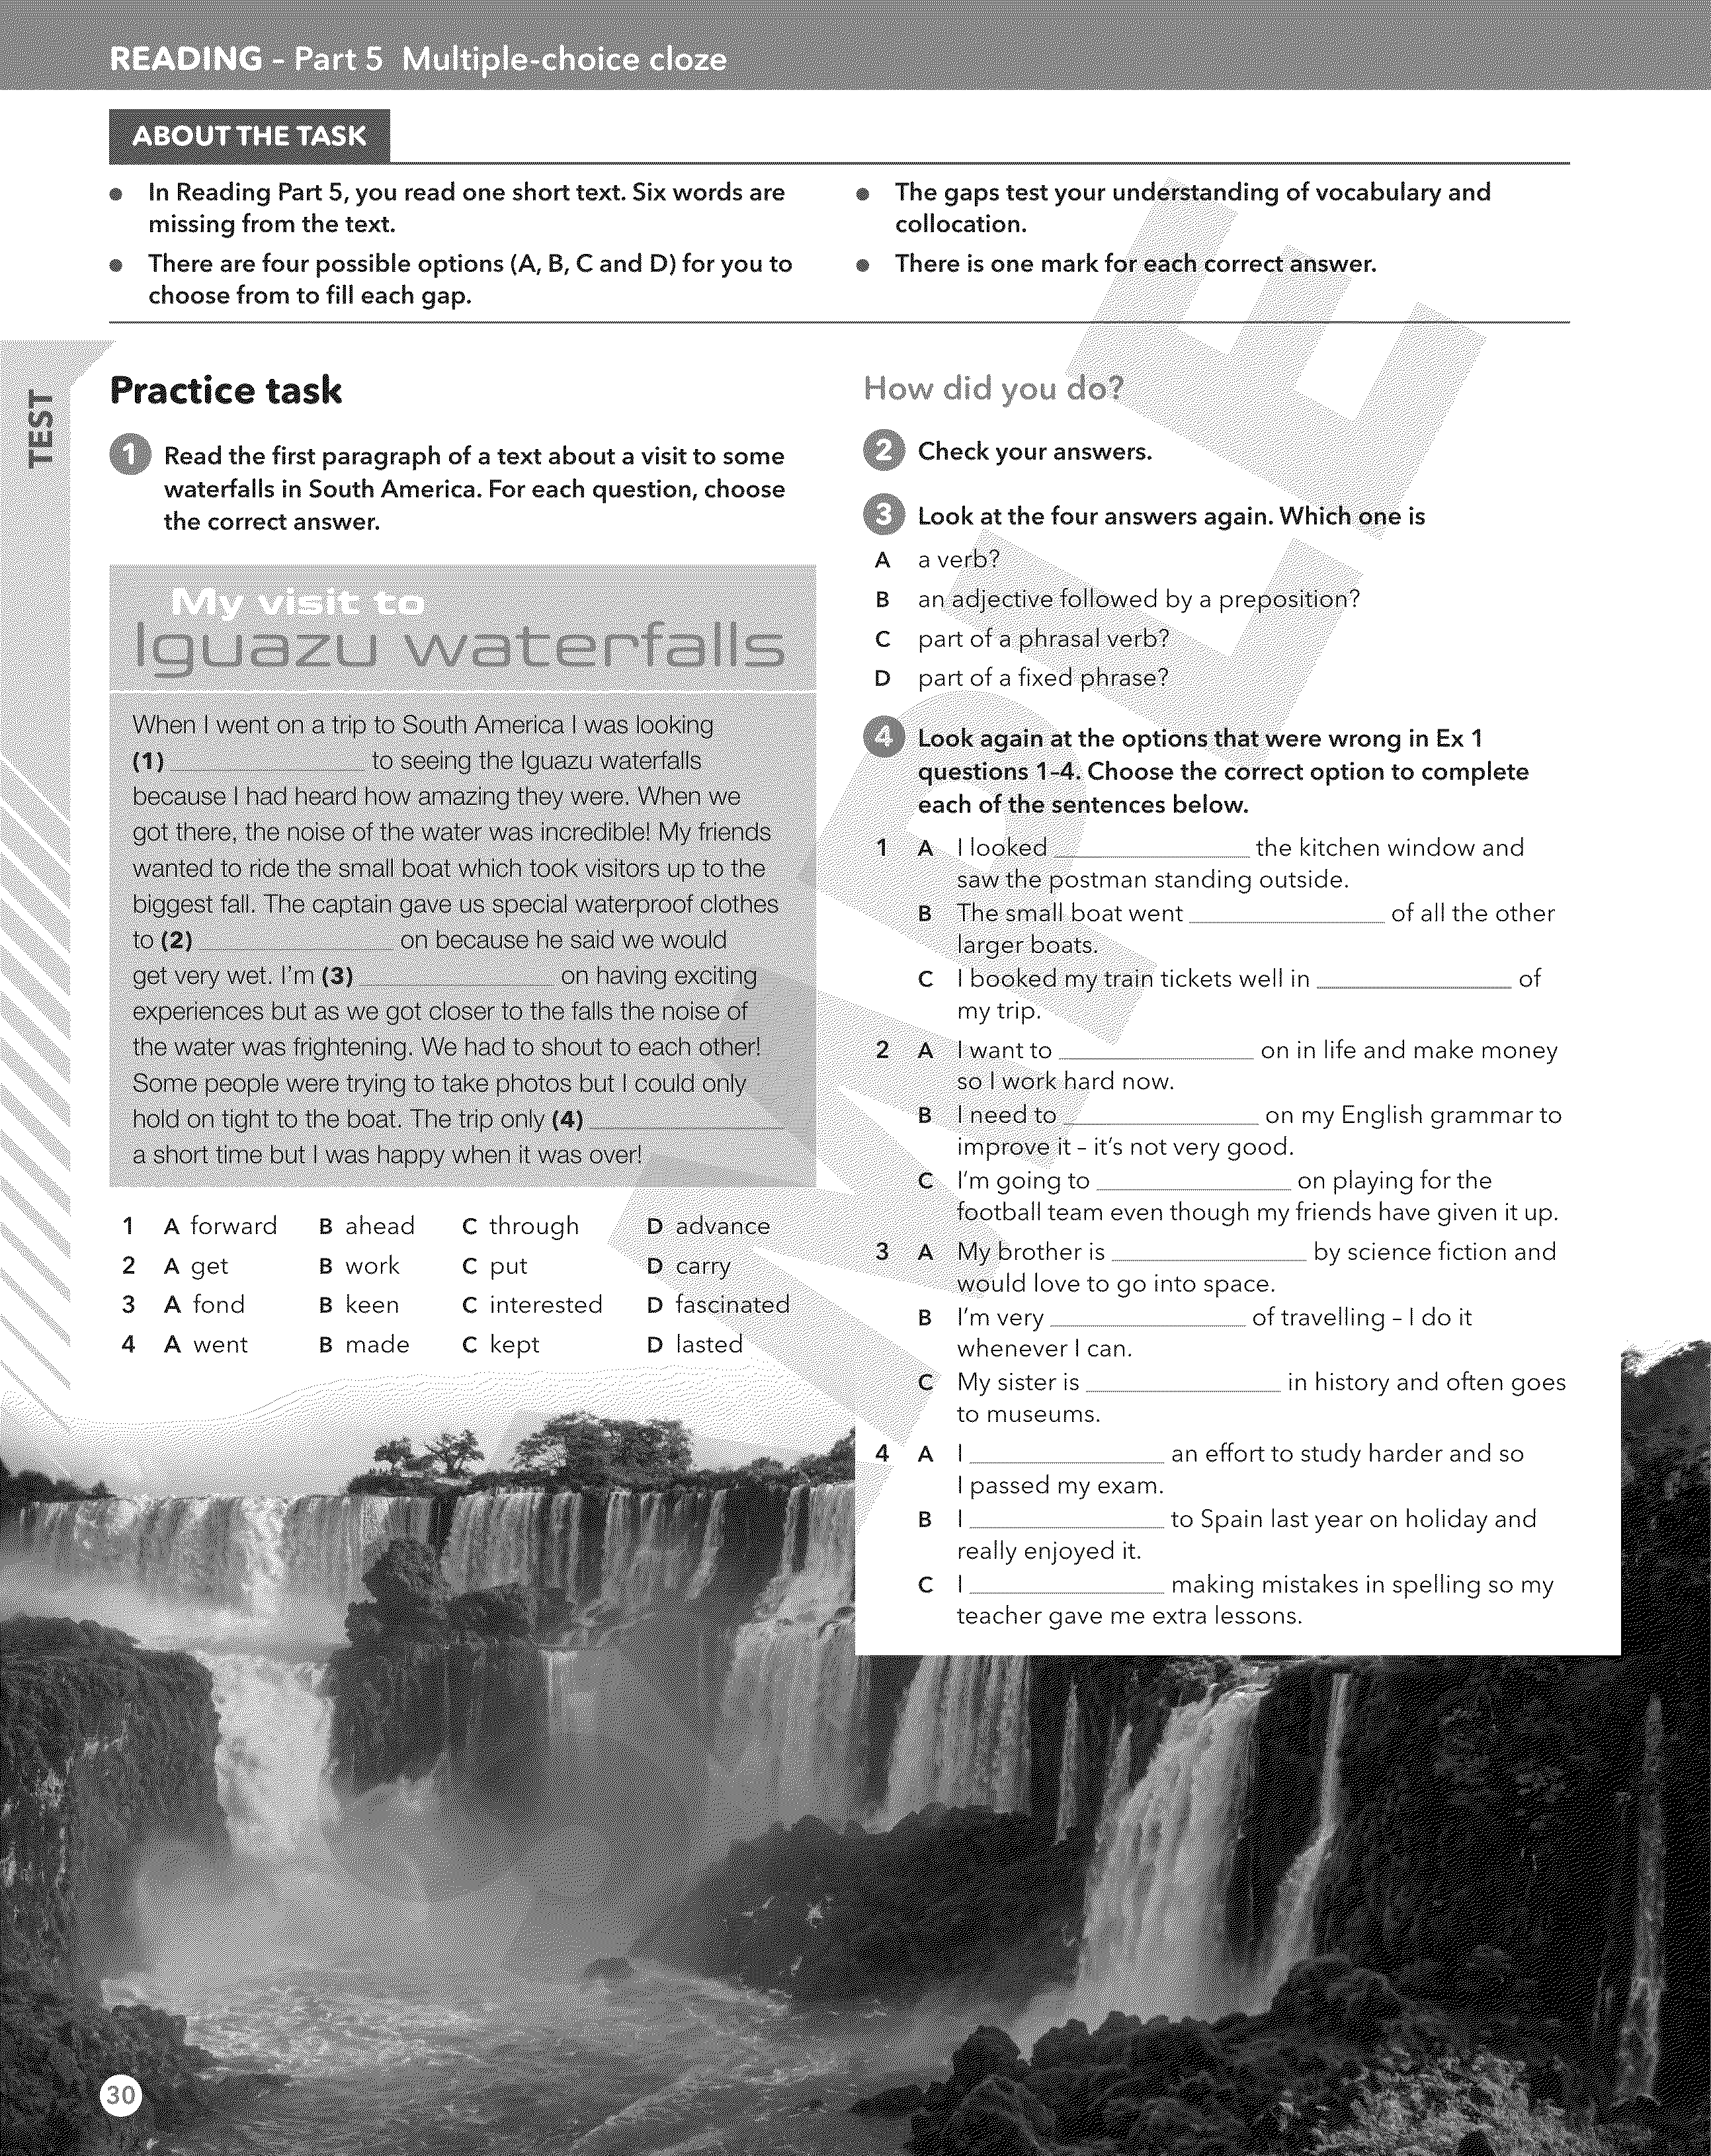 READING – Part 5 Multiple-choice cloze
ABOUT THE TASK
● In Reading Part 5, you read one short text. Six words are
missing from the text.
● There are four possible options (A, B, C and D) for you to
choose from to fill each gap.
● The gaps test your understanding of vocabulary and
collocation.
● There is one mark for each correct answer.
TEST
Practice task
1 Read the first paragraph of a text about a visit to some
waterfalls in South America. For each question, choose
the correct answer.
My visit to
Iguazu waterfalls
When I went on a trip to South America I was looking
(1) ____________ to seeing the Iguazu waterfalls
because I had heard how amazing they were. When we
got there, the noise of the water was incredible! My friends
wanted to ride the small boat which took visitors up to the
biggest fall. The captain gave us special waterproof clothes
to (2) ____________ on because he said we would
get very wet. I'm (3) ____________ on having exciting
experiences but as we got closer to the falls the noise of
the water was frightening. We had to shout to each other!
Some people were trying to take photos but I could only
hold on tight to the boat. The trip only (4) ____________
a short time but I was happy when it was over!
1 A forward B ahead C through D advance
2 A get B work C put D carry
3 A fond B keen C interested D fascinated
4 A went B made C kept D lasted
How did you do?
2 Check your answers.
3 Look at the four answers again. Which one is
A a verb?
B an adjective followed by a preposition?
C part of a phrasal verb?
D part of a fixed phrase?
4 Look again at the options that were wrong in Ex 1
questions 1–4. Choose the correct option to complete
each of the sentences below.
1 A I looked ____________ the kitchen window and
saw the postman standing outside.
B The small boat went ____________ of all the other
larger boats.
C I booked my train tickets well in ____________ of
my trip.
2 A I want to ____________ on in life and make money
so I work hard now.
B I need to ____________ on my English grammar to
improve it – it's not very good.
C I'm going to ____________ on playing for the
football team even though my friends have given it up.
3 A My brother is ____________ by science fiction and
would love to go into space.
B I'm very ____________ of travelling – I do it
whenever I can.
C My sister is ____________ in history and often goes
to museums.
4 A I ____________ an effort to study harder and so
I passed my exam.
B I ____________ to Spain last year on holiday and
really enjoyed it.
C I ____________ making mistakes in spelling so my
teacher gave me extra lessons.
30